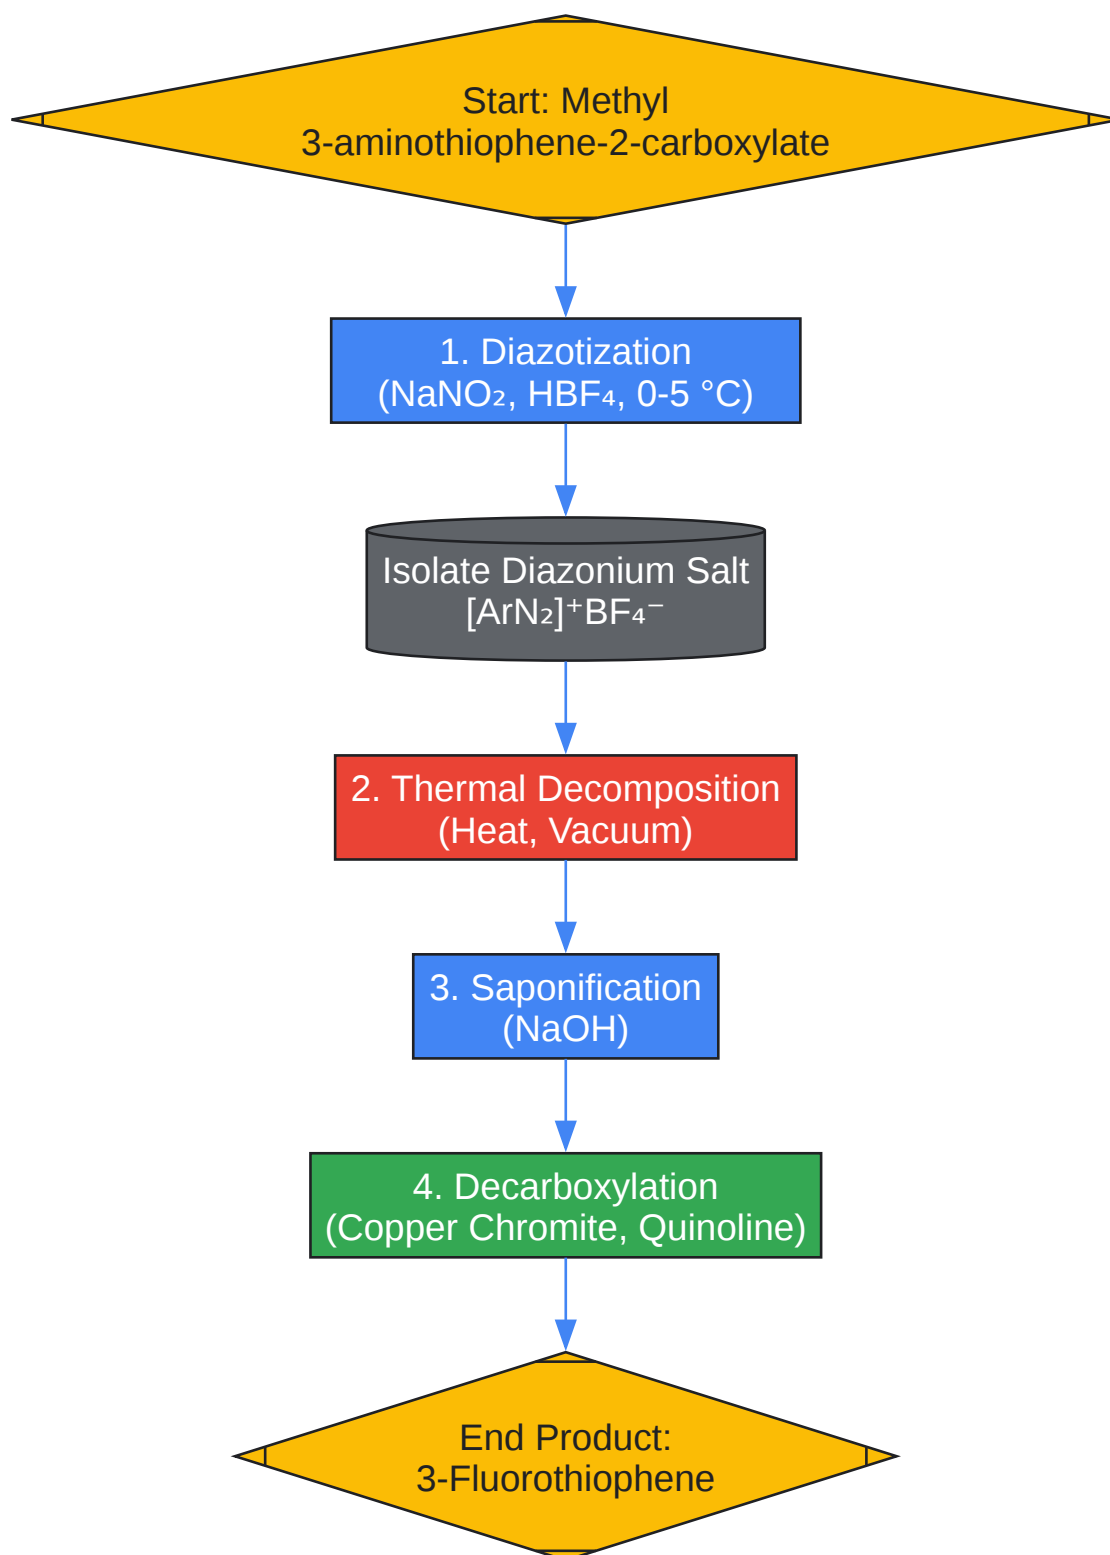 Start: Methyl
3-aminothiophene-2-carboxylate
1. Diazotization
(NaNO₂, HBF₄, 0-5 °C)
Isolate Diazonium Salt
[ArN₂]⁺BF₄⁻
2. Thermal Decomposition
(Heat, Vacuum)
3. Saponification
(NaOH)
4. Decarboxylation
(Copper Chromite, Quinoline)
End Product:
3-Fluorothiophene